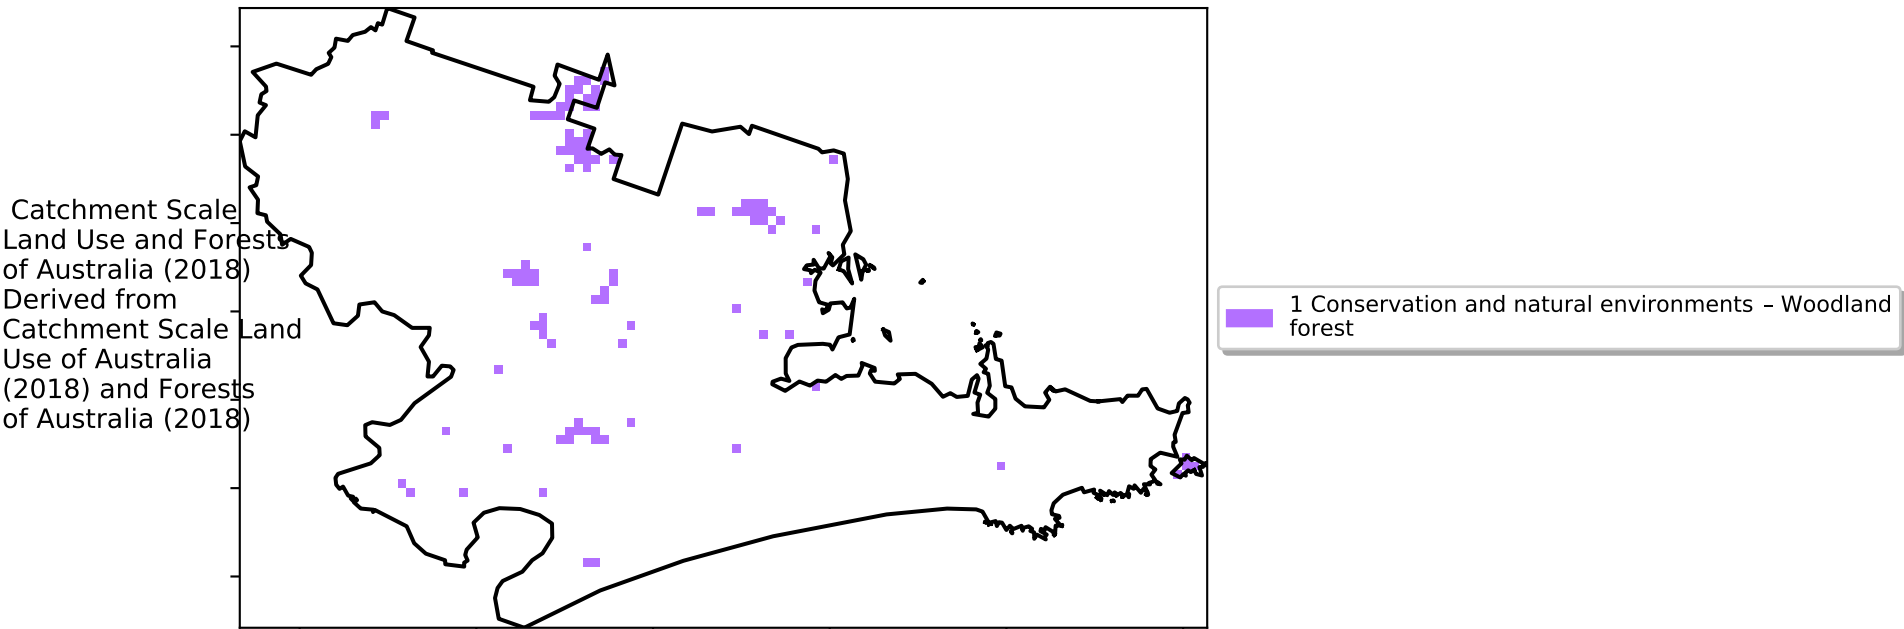 Catchment Scale
Land Use and Forests
of Australia (2018)
Derived from
Catchment Scale Land
Use of Australia
(2018) and Forests
of Australia (2018)
1 Conservation and natural environments – Woodland
forest